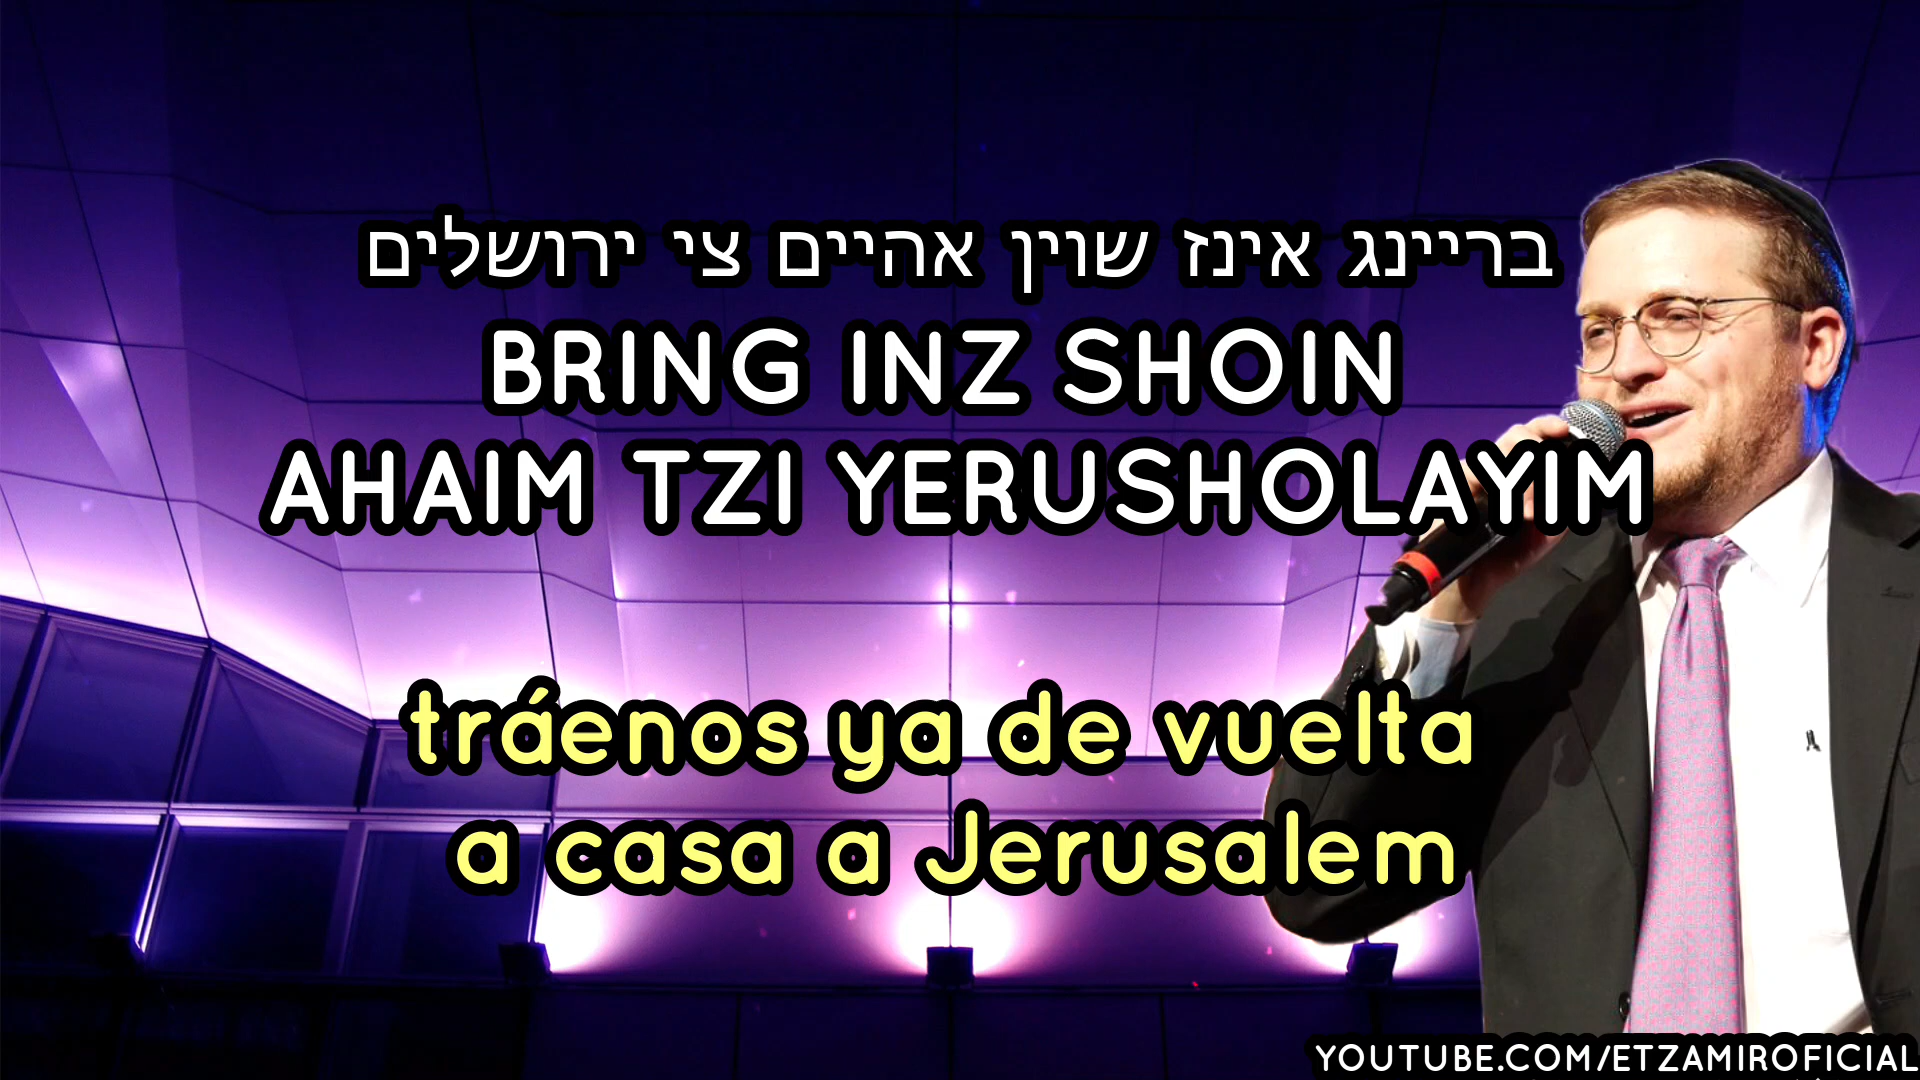 ברײנג אינז שוין אהיים צי ירושלים
BRING INZ SHOIN
AHAIM TZI YERUSHOLAYIM
tráenos ya de vuelta
a casa a Jerusalem
YOUTUBE.COM/ETZAMIROFICIAL